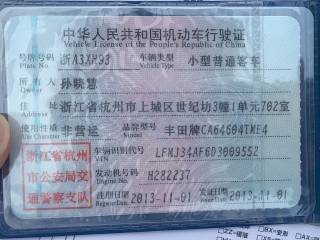 中华人民共和国机动车行驶证
Vehicle License of the People's Republic of China
号牌号码 浙A3XH93 车辆类型 小型普通客车
Plate No. Vehicle Type
所有人 孙晓慧
Owner
住址 浙江省杭州市上城区世纪坊3幢1单元702室
使用性质 非营运 品牌型号 丰田牌CA64504TME4
Use Character Model
浙江省杭州 车辆识别代号 LFMJ34AF6D3009552
VIN
市公安局交 发动机号码 H282237
Engine No.
通警察支队 注册日期 2013-11-01 发证日期 2013-11-01
Register Date Issue Date